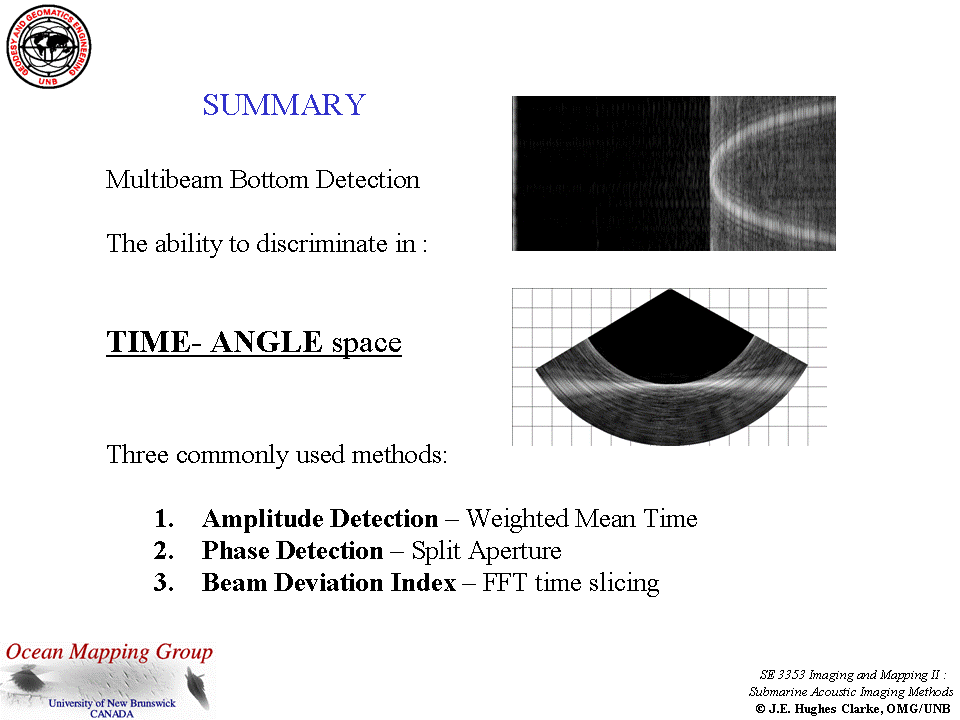 GEODESY AND GEOMATICS ENGINEERING
UNB
SUMMARY
Multibeam Bottom Detection
The ability to discriminate in :
TIME- ANGLE space
Three commonly used methods:
1. Amplitude Detection – Weighted Mean Time
2. Phase Detection – Split Aperture
3. Beam Deviation Index – FFT time slicing
Ocean Mapping Group
University of New Brunswick
CANADA
SE 3353 Imaging and Mapping II :
Submarine Acoustic Imaging Methods
© J.E. Hughes Clarke, OMG/UNB